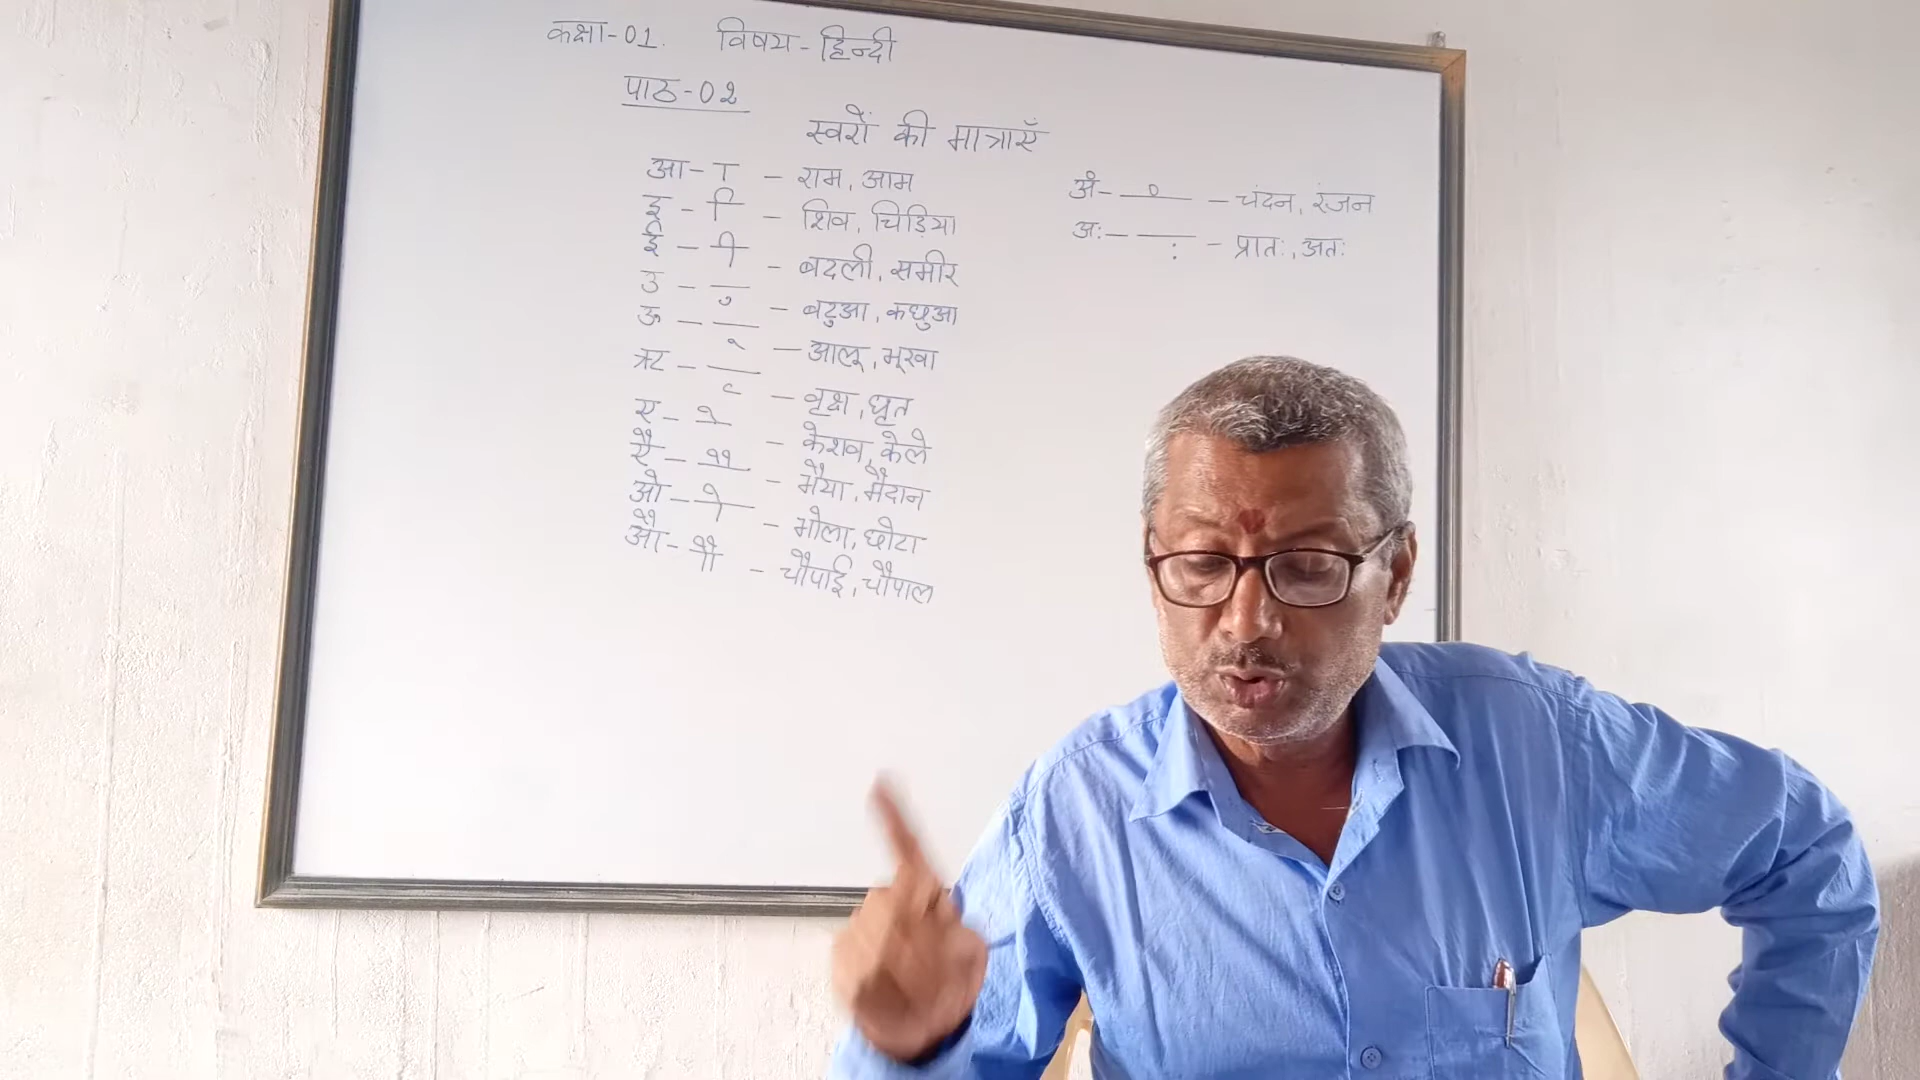 कक्षा-01. विषय-हिन्दी
पाठ-02
स्वरों की मात्राएँ
आ - ा - राम, आम
इ - ि - शिव, चिड़िया
ई - ी - बदली, समीर
उ - ु - बटुआ, कछुआ
ऊ - ू - आलू, भूखा
ऋ - ृ - वृक्ष, घृत
ए - े - केशव, केले
ऐ - ै - मैया, मैदान
ओ - ो - भोला, छोटा
औ - ौ - चौपाई, चौपाल
अं - ं - चंदन, रंजन
अः - ः - प्रातः, अतः